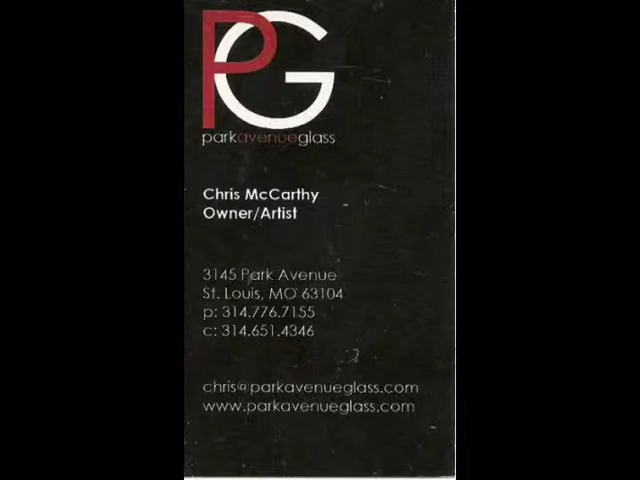 PG
parkavenueglass
Chris McCarthy
Owner/Artist
3145 Park Avenue
St. Louis, MO 63104
p: 314.776.7155
c: 314.651.4346
chris@parkavenueglass.com
www.parkavenueglass.com